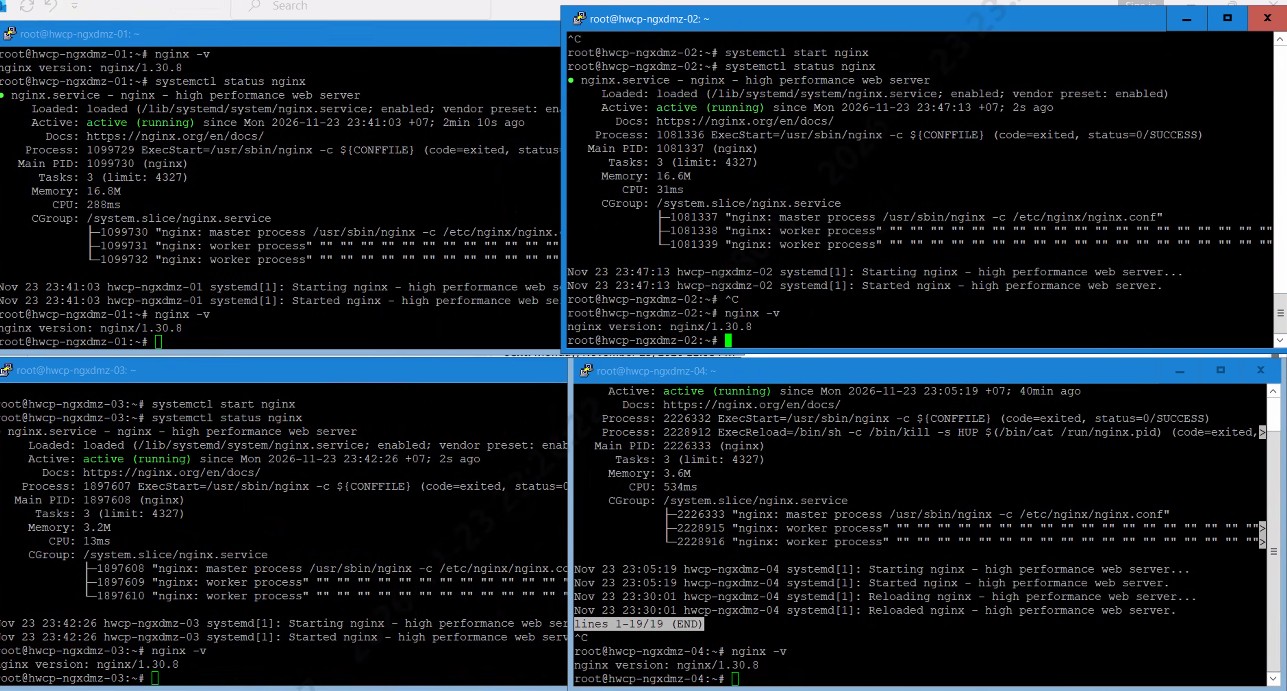 Search
root@hwcp-ngxdmz-01: ~
root@hwcp-ngxdmz-01:~# nginx -v
nginx version: nginx/1.30.8
root@hwcp-ngxdmz-01:~# systemctl status nginx
● nginx.service - nginx - high performance web server
Loaded: loaded (/lib/systemd/system/nginx.service; enabled; vendor preset: en
Active: active (running) since Mon 2026-11-23 23:41:03 +07; 2min 10s ago
Docs: https://nginx.org/en/docs/
Process: 1099729 ExecStart=/usr/sbin/nginx -c ${CONFFILE} (code=exited, status=
Main PID: 1099730 (nginx)
Tasks: 3 (limit: 4327)
Memory: 16.8M
CPU: 288ms
CGroup: /system.slice/nginx.service
├─1099730 "nginx: master process /usr/sbin/nginx -c /etc/nginx/nginx.
├─1099731 "nginx: worker process" "" "" "" "" "" "" "" "" "" "" "" "" ""
└─1099732 "nginx: worker process" "" "" "" "" "" "" "" "" "" "" "" "" ""
Nov 23 23:41:03 hwcp-ngxdmz-01 systemd[1]: Starting nginx - high performance web s
Nov 23 23:41:03 hwcp-ngxdmz-01 systemd[1]: Started nginx - high performance web se
root@hwcp-ngxdmz-01:~# nginx -v
nginx version: nginx/1.30.8
root@hwcp-ngxdmz-01:~#
root@hwcp-ngxdmz-02: ~
^C
root@hwcp-ngxdmz-02:~# systemctl start nginx
root@hwcp-ngxdmz-02:~# systemctl status nginx
● nginx.service - nginx - high performance web server
Loaded: loaded (/lib/systemd/system/nginx.service; enabled; vendor preset: enabled)
Active: active (running) since Mon 2026-11-23 23:47:13 +07; 2s ago
Docs: https://nginx.org/en/docs/
Process: 1081336 ExecStart=/usr/sbin/nginx -c ${CONFFILE} (code=exited, status=0/SUCCESS)
Main PID: 1081337 (nginx)
Tasks: 3 (limit: 4327)
Memory: 16.6M
CPU: 31ms
CGroup: /system.slice/nginx.service
├─1081337 "nginx: master process /usr/sbin/nginx -c /etc/nginx/nginx.conf"
├─1081338 "nginx: worker process" "" "" "" "" "" "" "" "" "" "" "" "" "" "" "" "" "" "" "" ""
└─1081339 "nginx: worker process" "" "" "" "" "" "" "" "" "" "" "" "" "" "" "" "" "" "" "" ""
Nov 23 23:47:13 hwcp-ngxdmz-02 systemd[1]: Starting nginx - high performance web server...
Nov 23 23:47:13 hwcp-ngxdmz-02 systemd[1]: Started nginx - high performance web server.
root@hwcp-ngxdmz-02:~# ^C
root@hwcp-ngxdmz-02:~# nginx -v
nginx version: nginx/1.30.8
root@hwcp-ngxdmz-02:~#
root@hwcp-ngxdmz-03: ~
root@hwcp-ngxdmz-03:~# systemctl start nginx
root@hwcp-ngxdmz-03:~# systemctl status nginx
nginx.service - nginx - high performance web server
Loaded: loaded (/lib/systemd/system/nginx.service; enabled; vendor preset: enab
Active: active (running) since Mon 2026-11-23 23:42:26 +07; 2s ago
Docs: https://nginx.org/en/docs/
Process: 1897607 ExecStart=/usr/sbin/nginx -c ${CONFFILE} (code=exited, status=0
Main PID: 1897608 (nginx)
Tasks: 3 (limit: 4327)
Memory: 3.2M
CPU: 13ms
CGroup: /system.slice/nginx.service
├─1897608 "nginx: master process /usr/sbin/nginx -c /etc/nginx/nginx.co
├─1897609 "nginx: worker process" "" "" "" "" "" "" "" "" "" "" "" "" "" ""
└─1897610 "nginx: worker process" "" "" "" "" "" "" "" "" "" "" "" "" "" ""
Nov 23 23:42:26 hwcp-ngxdmz-03 systemd[1]: Starting nginx - high performance web ser
Nov 23 23:42:26 hwcp-ngxdmz-03 systemd[1]: Started nginx - high performance web serv
root@hwcp-ngxdmz-03:~# nginx -v
nginx version: nginx/1.30.8
root@hwcp-ngxdmz-03:~#
root@hwcp-ngxdmz-04: ~
Active: active (running) since Mon 2026-11-23 23:05:19 +07; 40min ago
Docs: https://nginx.org/en/docs/
Process: 2226332 ExecStart=/usr/sbin/nginx -c ${CONFFILE} (code=exited, status=0/SUCCESS)
Process: 2228912 ExecReload=/bin/sh -c /bin/kill -s HUP $(/bin/cat /run/nginx.pid) (code=exited,>
Main PID: 2226333 (nginx)
Tasks: 3 (limit: 4327)
Memory: 3.6M
CPU: 534ms
CGroup: /system.slice/nginx.service
├─2226333 "nginx: master process /usr/sbin/nginx -c /etc/nginx/nginx.conf"
├─2228915 "nginx: worker process" "" "" "" "" "" "" "" "" "" "" "" "" "" "" "" "" "" "" """>
└─2228916 "nginx: worker process" "" "" "" "" "" "" "" "" "" "" "" "" "" "" "" "" "" "" "">
Nov 23 23:05:19 hwcp-ngxdmz-04 systemd[1]: Starting nginx - high performance web server...
Nov 23 23:05:19 hwcp-ngxdmz-04 systemd[1]: Started nginx - high performance web server.
Nov 23 23:30:01 hwcp-ngxdmz-04 systemd[1]: Reloading nginx - high performance web server...
Nov 23 23:30:01 hwcp-ngxdmz-04 systemd[1]: Reloaded nginx - high performance web server.
lines 1-19/19 (END)
^C
root@hwcp-ngxdmz-04:~# nginx -v
nginx version: nginx/1.30.8
root@hwcp-ngxdmz-04:~#